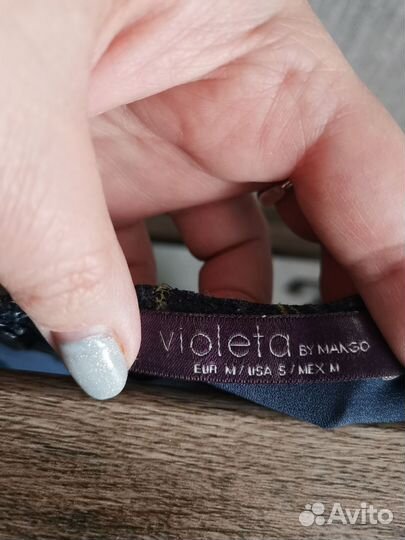 violeta BY MANGO
EUR M / USA S / MEX M
Avito